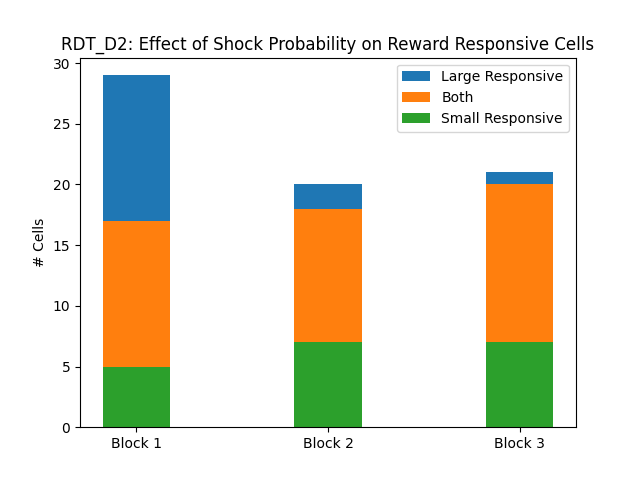 RDT_D2: Effect of Shock Probability on Reward Responsive Cells
Large Responsive
Both
Small Responsive
# Cells
30
25
20
15
10
5
0
Block 1
Block 2
Block 3